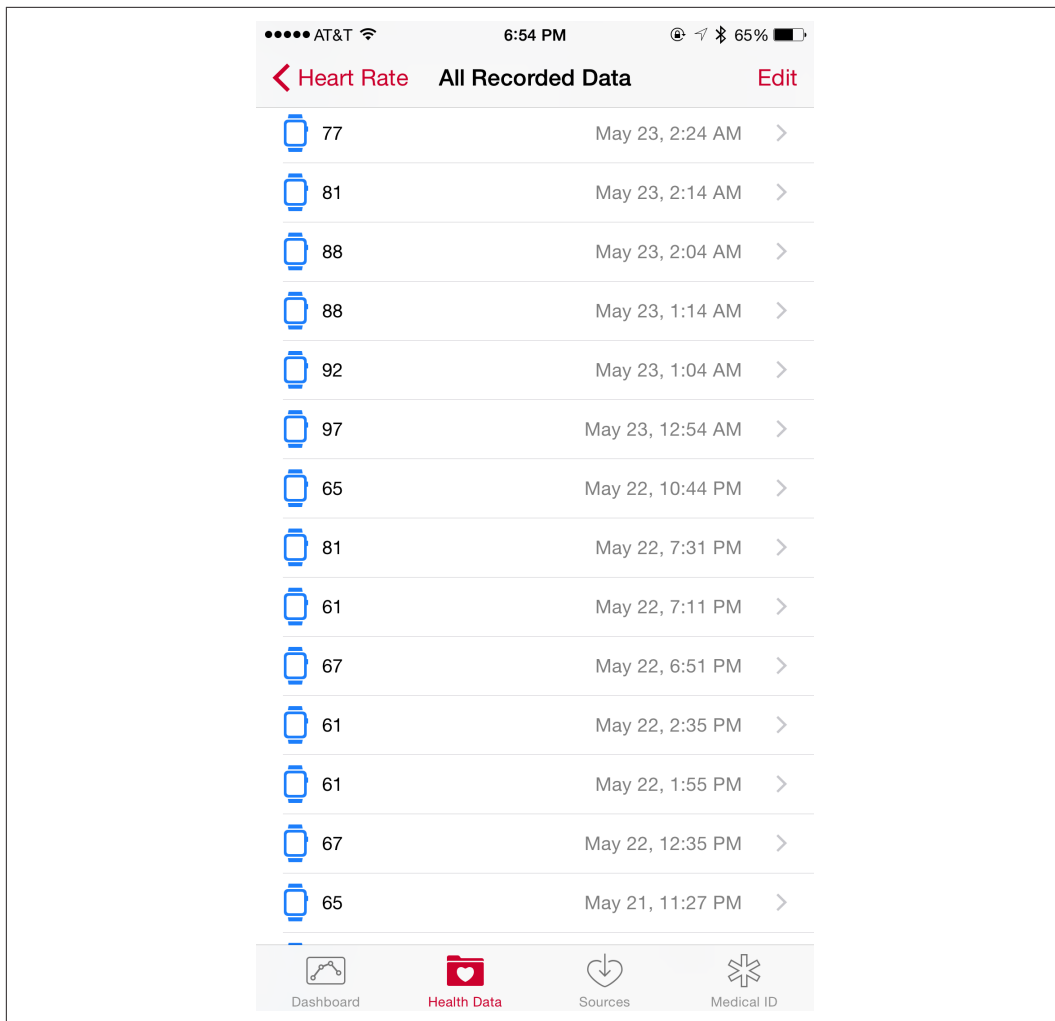 AT&T 6:54 PM 65%
Heart Rate All Recorded Data Edit
77 May 23, 2:24 AM
81 May 23, 2:14 AM
88 May 23, 2:04 AM
88 May 23, 1:14 AM
92 May 23, 1:04 AM
97 May 23, 12:54 AM
65 May 22, 10:44 PM
81 May 22, 7:31 PM
61 May 22, 7:11 PM
67 May 22, 6:51 PM
61 May 22, 2:35 PM
61 May 22, 1:55 PM
67 May 22, 12:35 PM
65 May 21, 11:27 PM
Dashboard Health Data Sources Medical ID